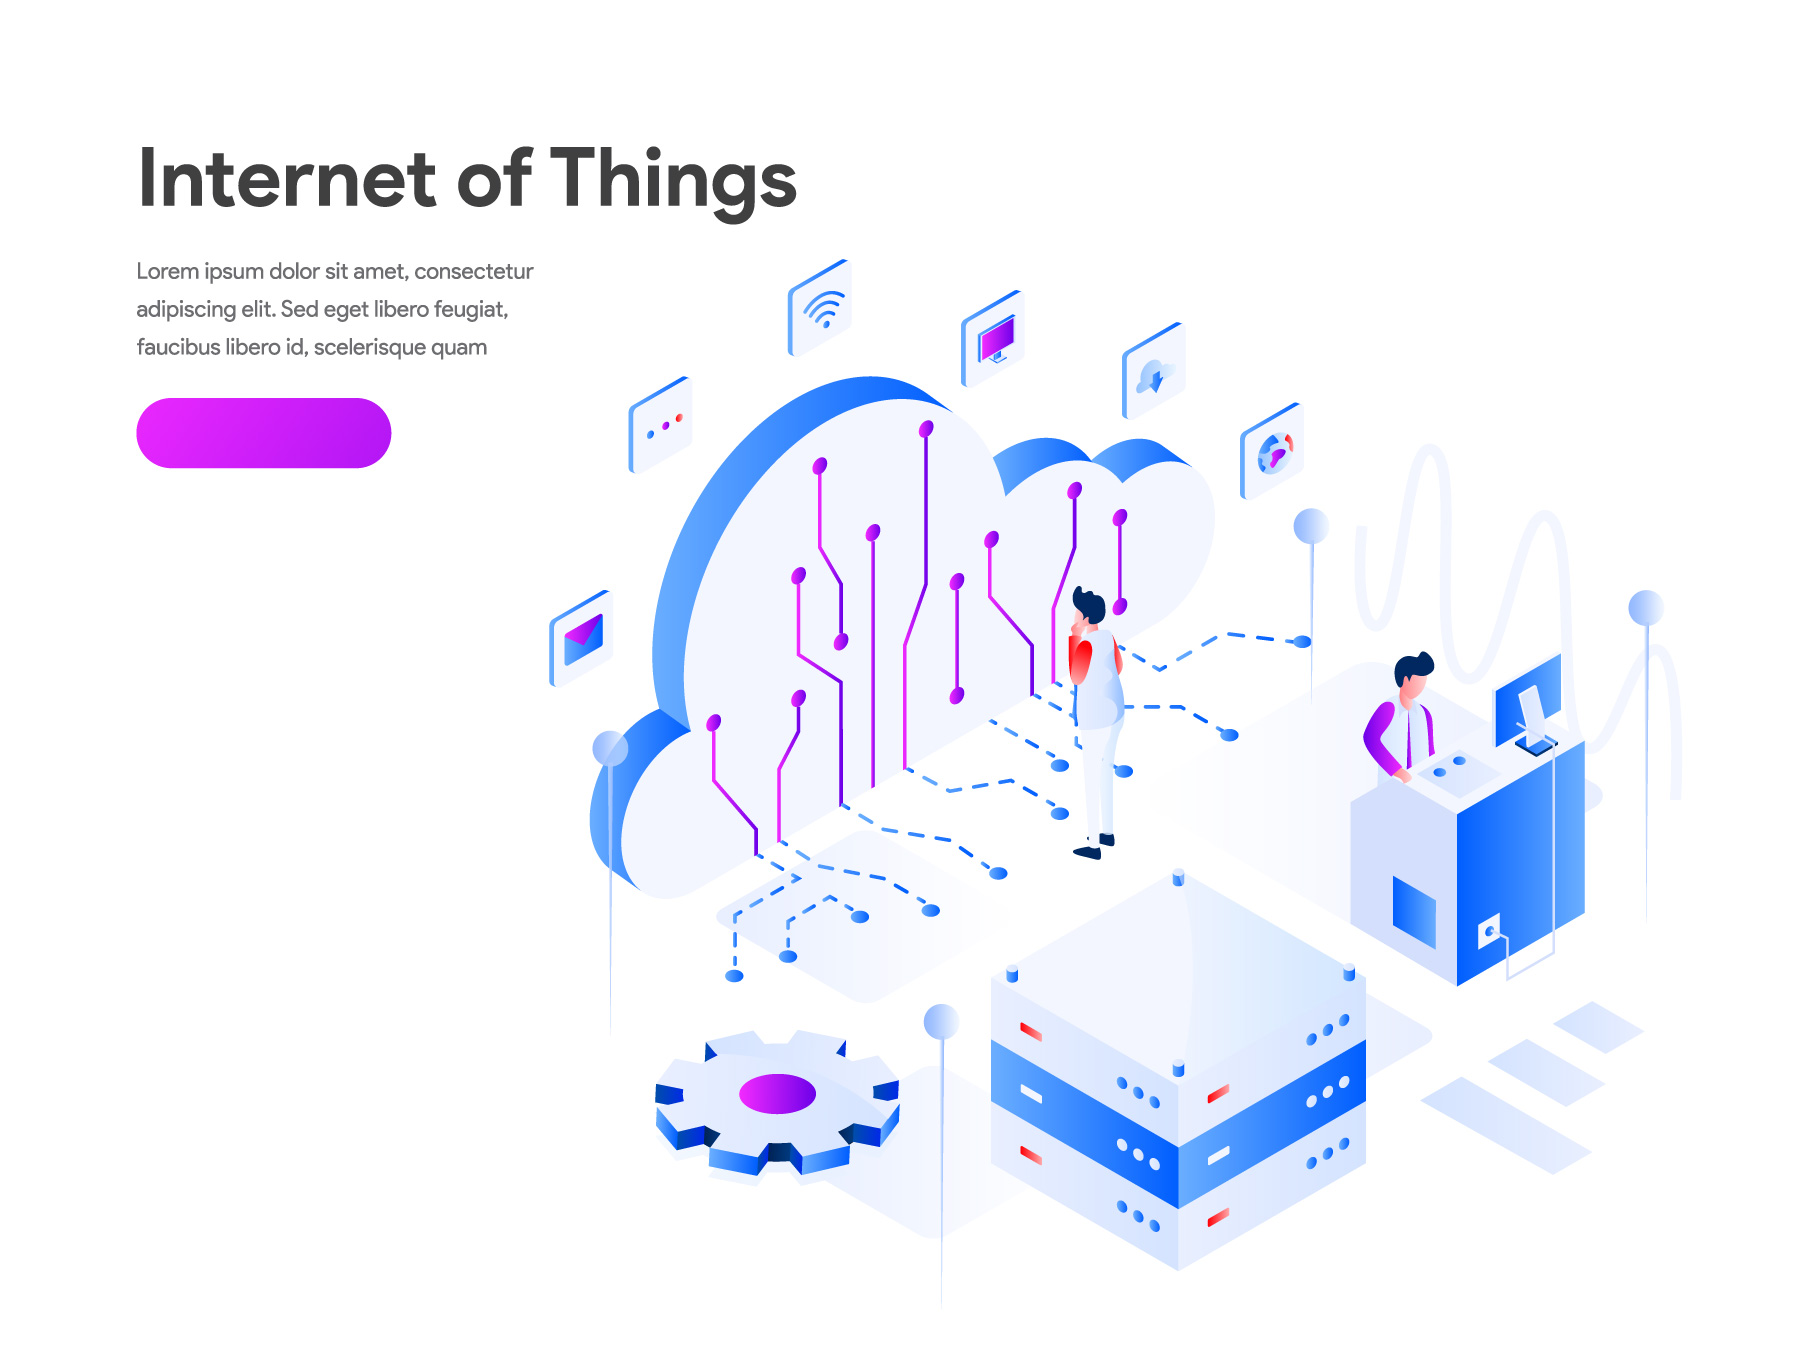 Internet of Things
Lorem ipsum dolor sit amet, consectetur
adipiscing elit. Sed eget libero feugiat,
faucibus libero id, scelerisque quam